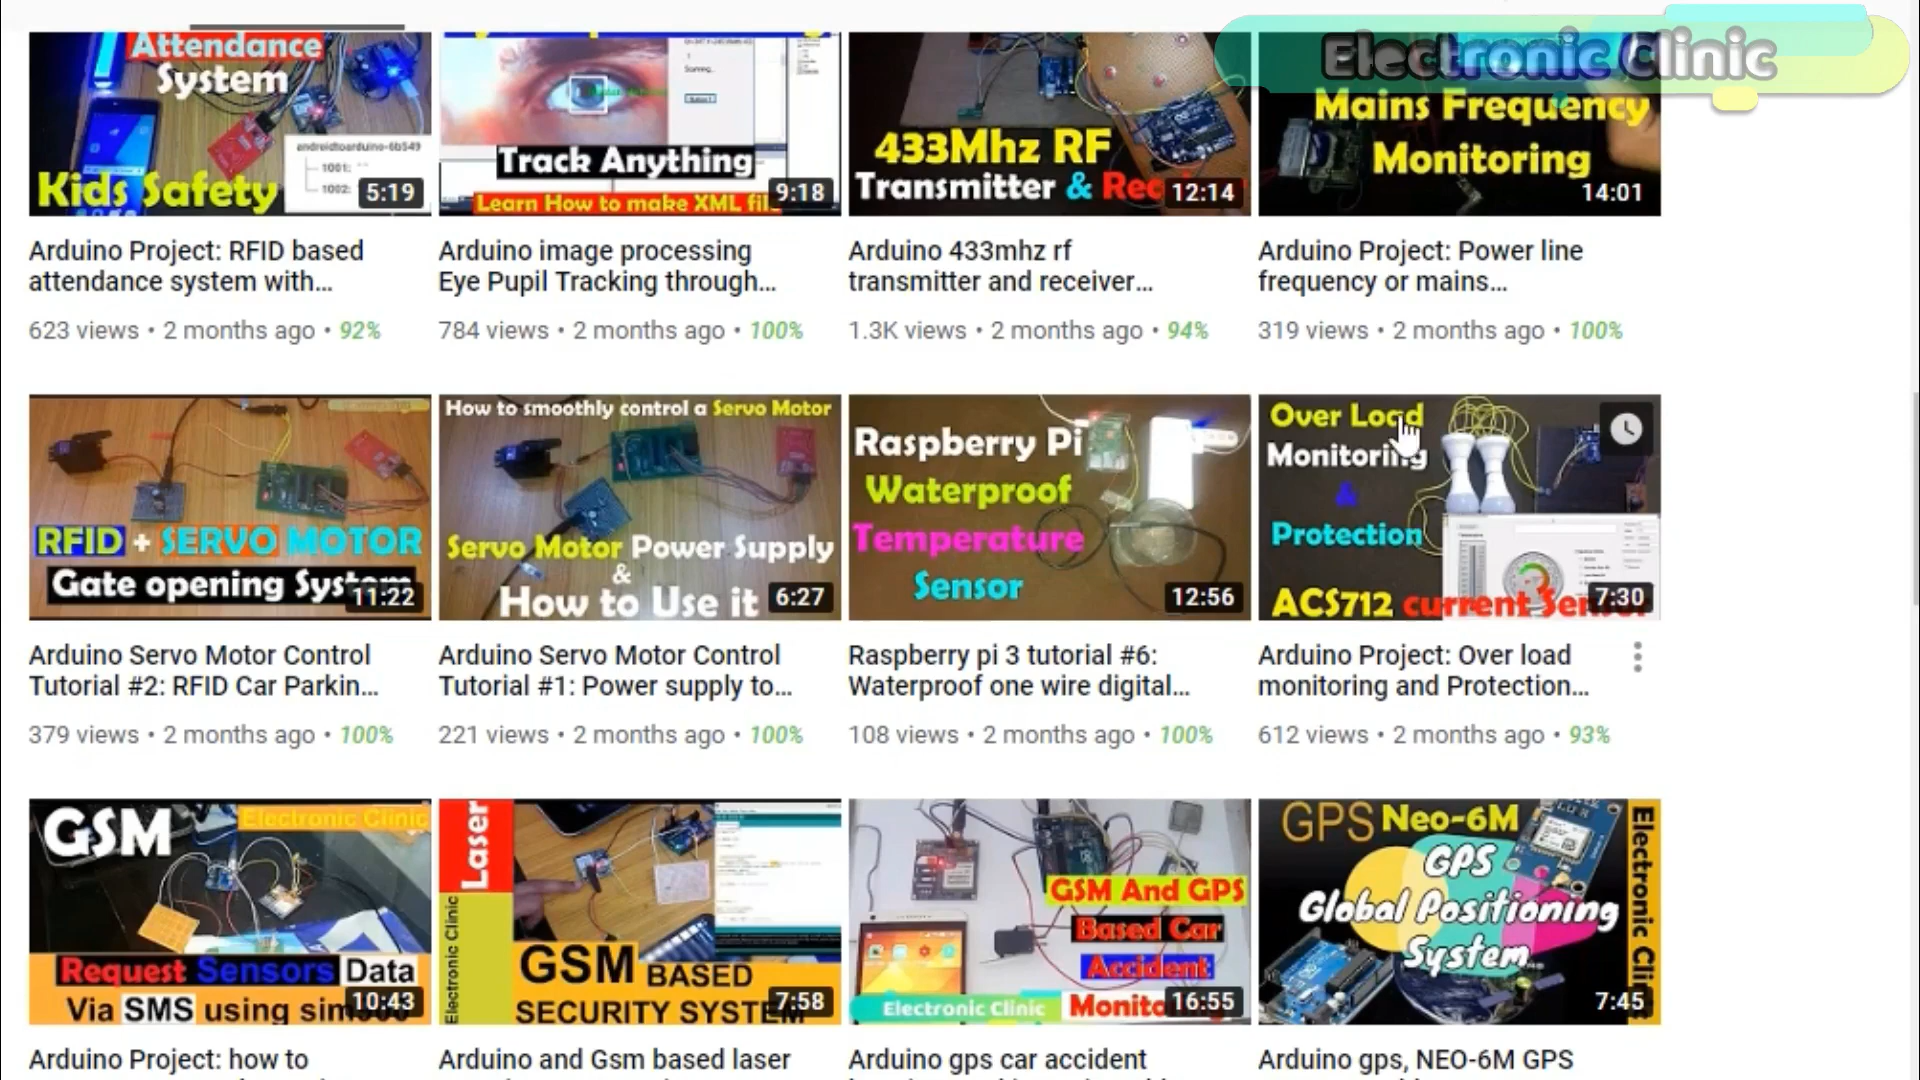 Electronic Clinic
Attendance
System
androidtoarduino-6b549
1001:
1002:
Kids Safety
5:19
Track Anything
Learn How to make XML fil
9:18
433Mhz RF
Transmitter & Rec
12:14
Mains Frequency
Monitoring
14:01
Arduino Project: RFID based
attendance system with...
623 views • 2 months ago • 92%
Arduino image processing
Eye Pupil Tracking through...
784 views • 2 months ago • 100%
Arduino 433mhz rf
transmitter and receiver...
1.3K views • 2 months ago • 94%
Arduino Project: Power line
frequency or mains...
319 views • 2 months ago • 100%
RFID + SERVO MOTOR
Gate opening System
11:22
How to smoothly control a Servo Motor
Servo Motor Power Supply
&
How to Use it
6:27
Raspberry Pi
Waterproof
Temperature
Sensor
12:56
Over Load
Monitoring
&
Protection
ACS712 current Sensor
7:30
Arduino Servo Motor Control
Tutorial #2: RFID Car Parkin...
379 views • 2 months ago • 100%
Arduino Servo Motor Control
Tutorial #1: Power supply to...
221 views • 2 months ago • 100%
Raspberry pi 3 tutorial #6:
Waterproof one wire digital...
108 views • 2 months ago • 100%
Arduino Project: Over load
monitoring and Protection...
612 views • 2 months ago • 93%
GSM
Electronic Clinic
Request Sensors Data
Via SMS using sim900
10:43
Laser
Electronic Clinic
GSM BASED
SECURITY SYSTEM
7:58
GSM And GPS
Based Car
Accident
Electronic Clinic
Monito
16:55
GPS Neo-6M
GPS
Global Positioning
System
Electronic Clinic
7:45
Arduino Project: how to
Arduino and Gsm based laser
Arduino gps car accident
Arduino gps, NEO-6M GPS